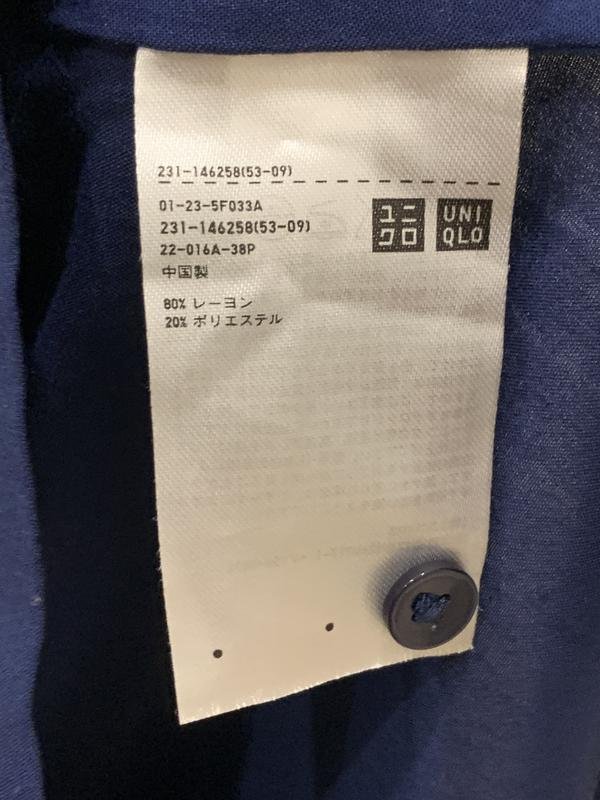 231-146258(53-09)
01-23-5F033A
231-146258(53-09)
22-016A-38P
中国製
80% レーヨン
20% ポリエステル
ユニ
クロ
UNI
QLO